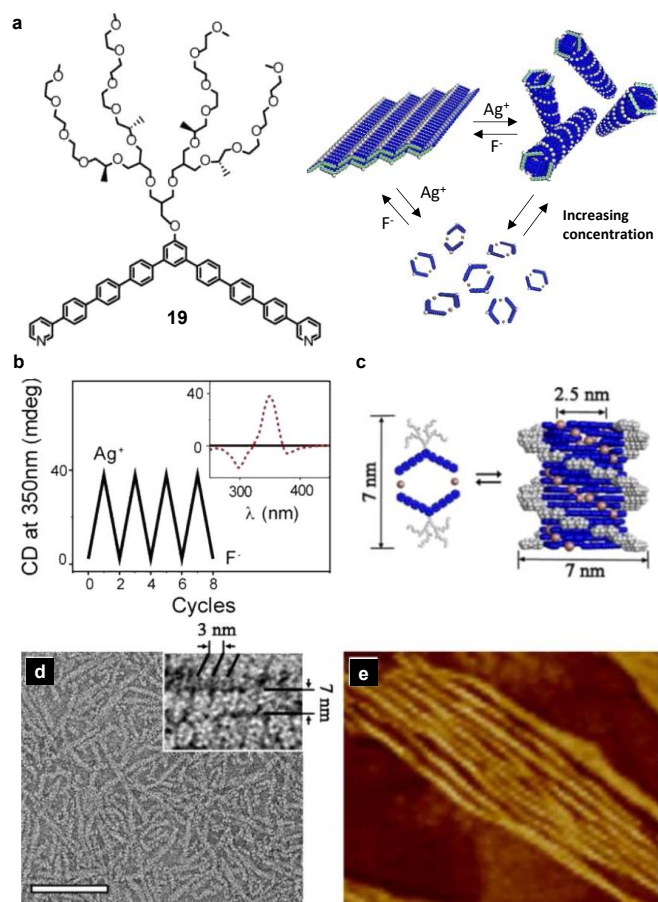 a
O
O
O
O
N
19
N
Ag⁺
F⁻
Ag⁺
F⁻
Increasing
concentration
b
CD at 350nm (mdeg)
40
0
Ag⁺
F⁻
0
2
4
6
8
Cycles
40
0
300
400
λ (nm)
c
7 nm
2.5 nm
7 nm
d
3 nm
7 nm
e